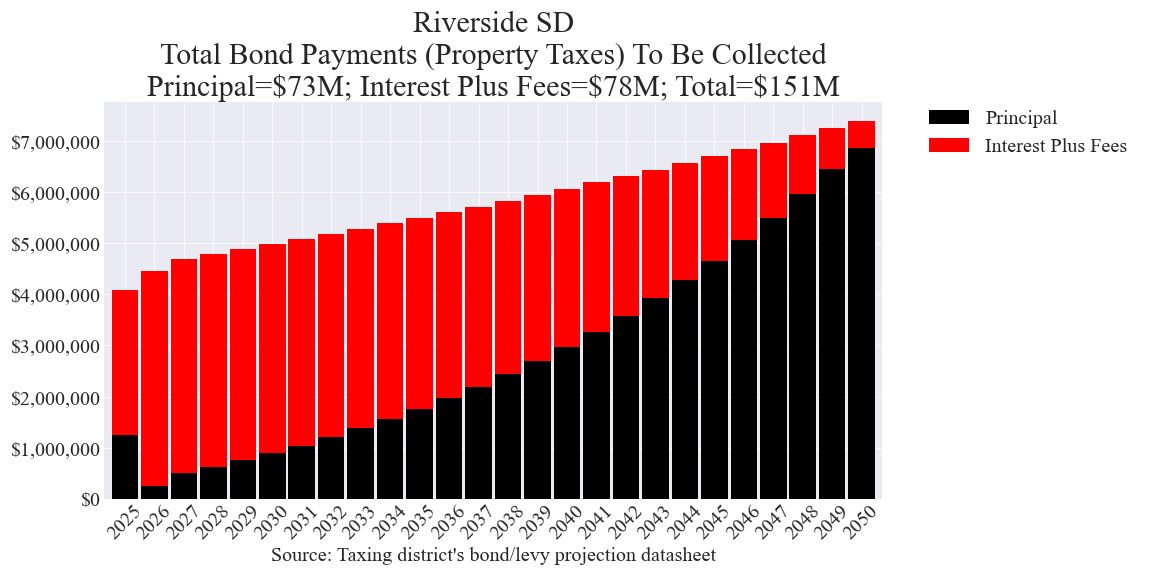 Riverside SD
Total Bond Payments (Property Taxes) To Be Collected
Principal=$73M; Interest Plus Fees=$78M; Total=$151M
Principal
Interest Plus Fees
$7,000,000
$6,000,000
$5,000,000
$4,000,000
$3,000,000
$2,000,000
$1,000,000
$0
2025 2026 2027 2028 2029 2030 2031 2032 2033 2034 2035 2036 2037 2038 2039 2040 2041 2042 2043 2044 2045 2046 2047 2048 2049 2050
Source: Taxing district's bond/levy projection datasheet